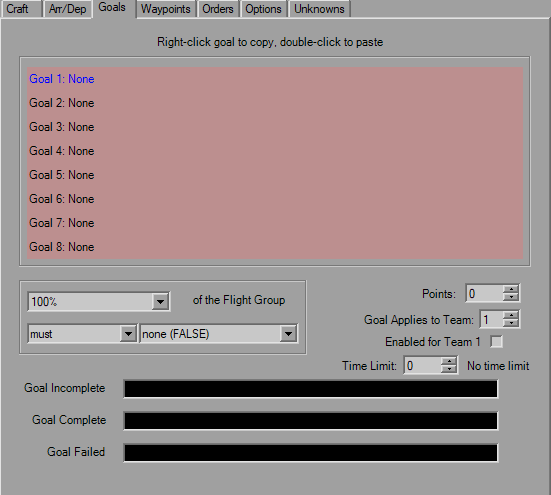 Craft Arr/Dep Goals Waypoints Orders Options Unknowns
Right-click goal to copy, double-click to paste
Goal 1: None
Goal 2: None
Goal 3: None
Goal 4: None
Goal 5: None
Goal 6: None
Goal 7: None
Goal 8: None
100% of the Flight Group
must none (FALSE)
Points: 0
Goal Applies to Team: 1
Enabled for Team 1
Time Limit: 0 No time limit
Goal Incomplete
Goal Complete
Goal Failed